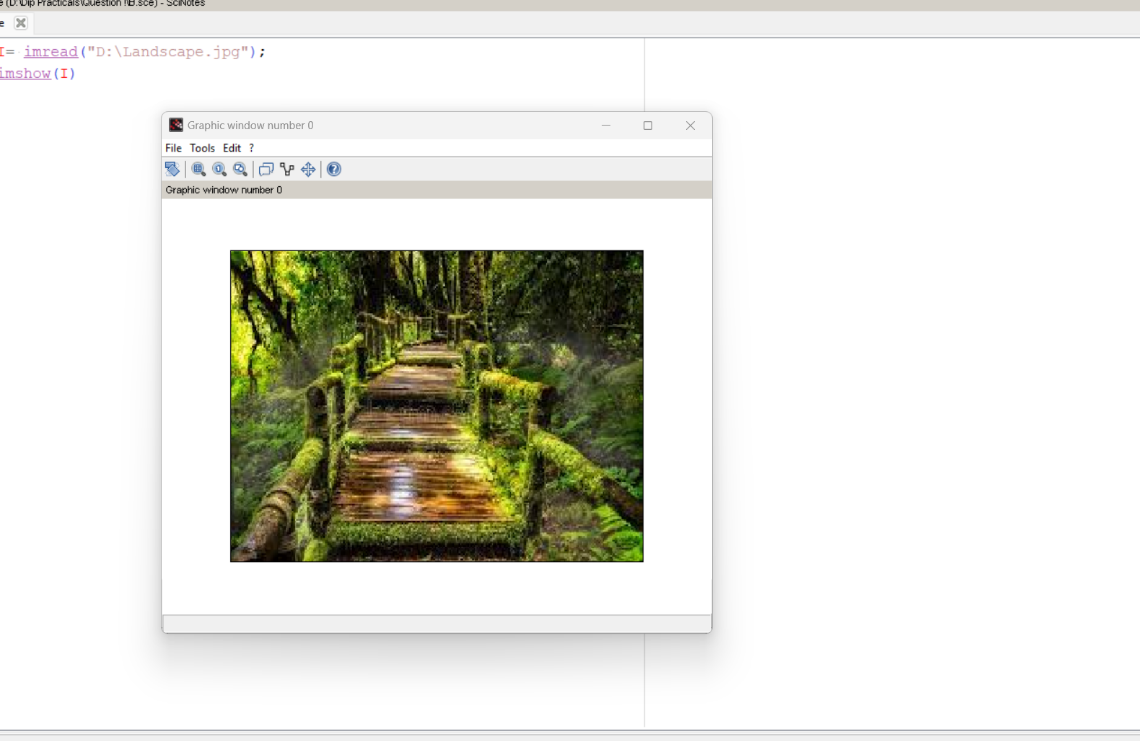 e (D:\Dip Practicals\Question !!B.sce) - SciNotes
e
I= imread("D:\Landscape.jpg");
imshow(I)
Graphic window number 0
File Tools Edit ?
Graphic window number 0